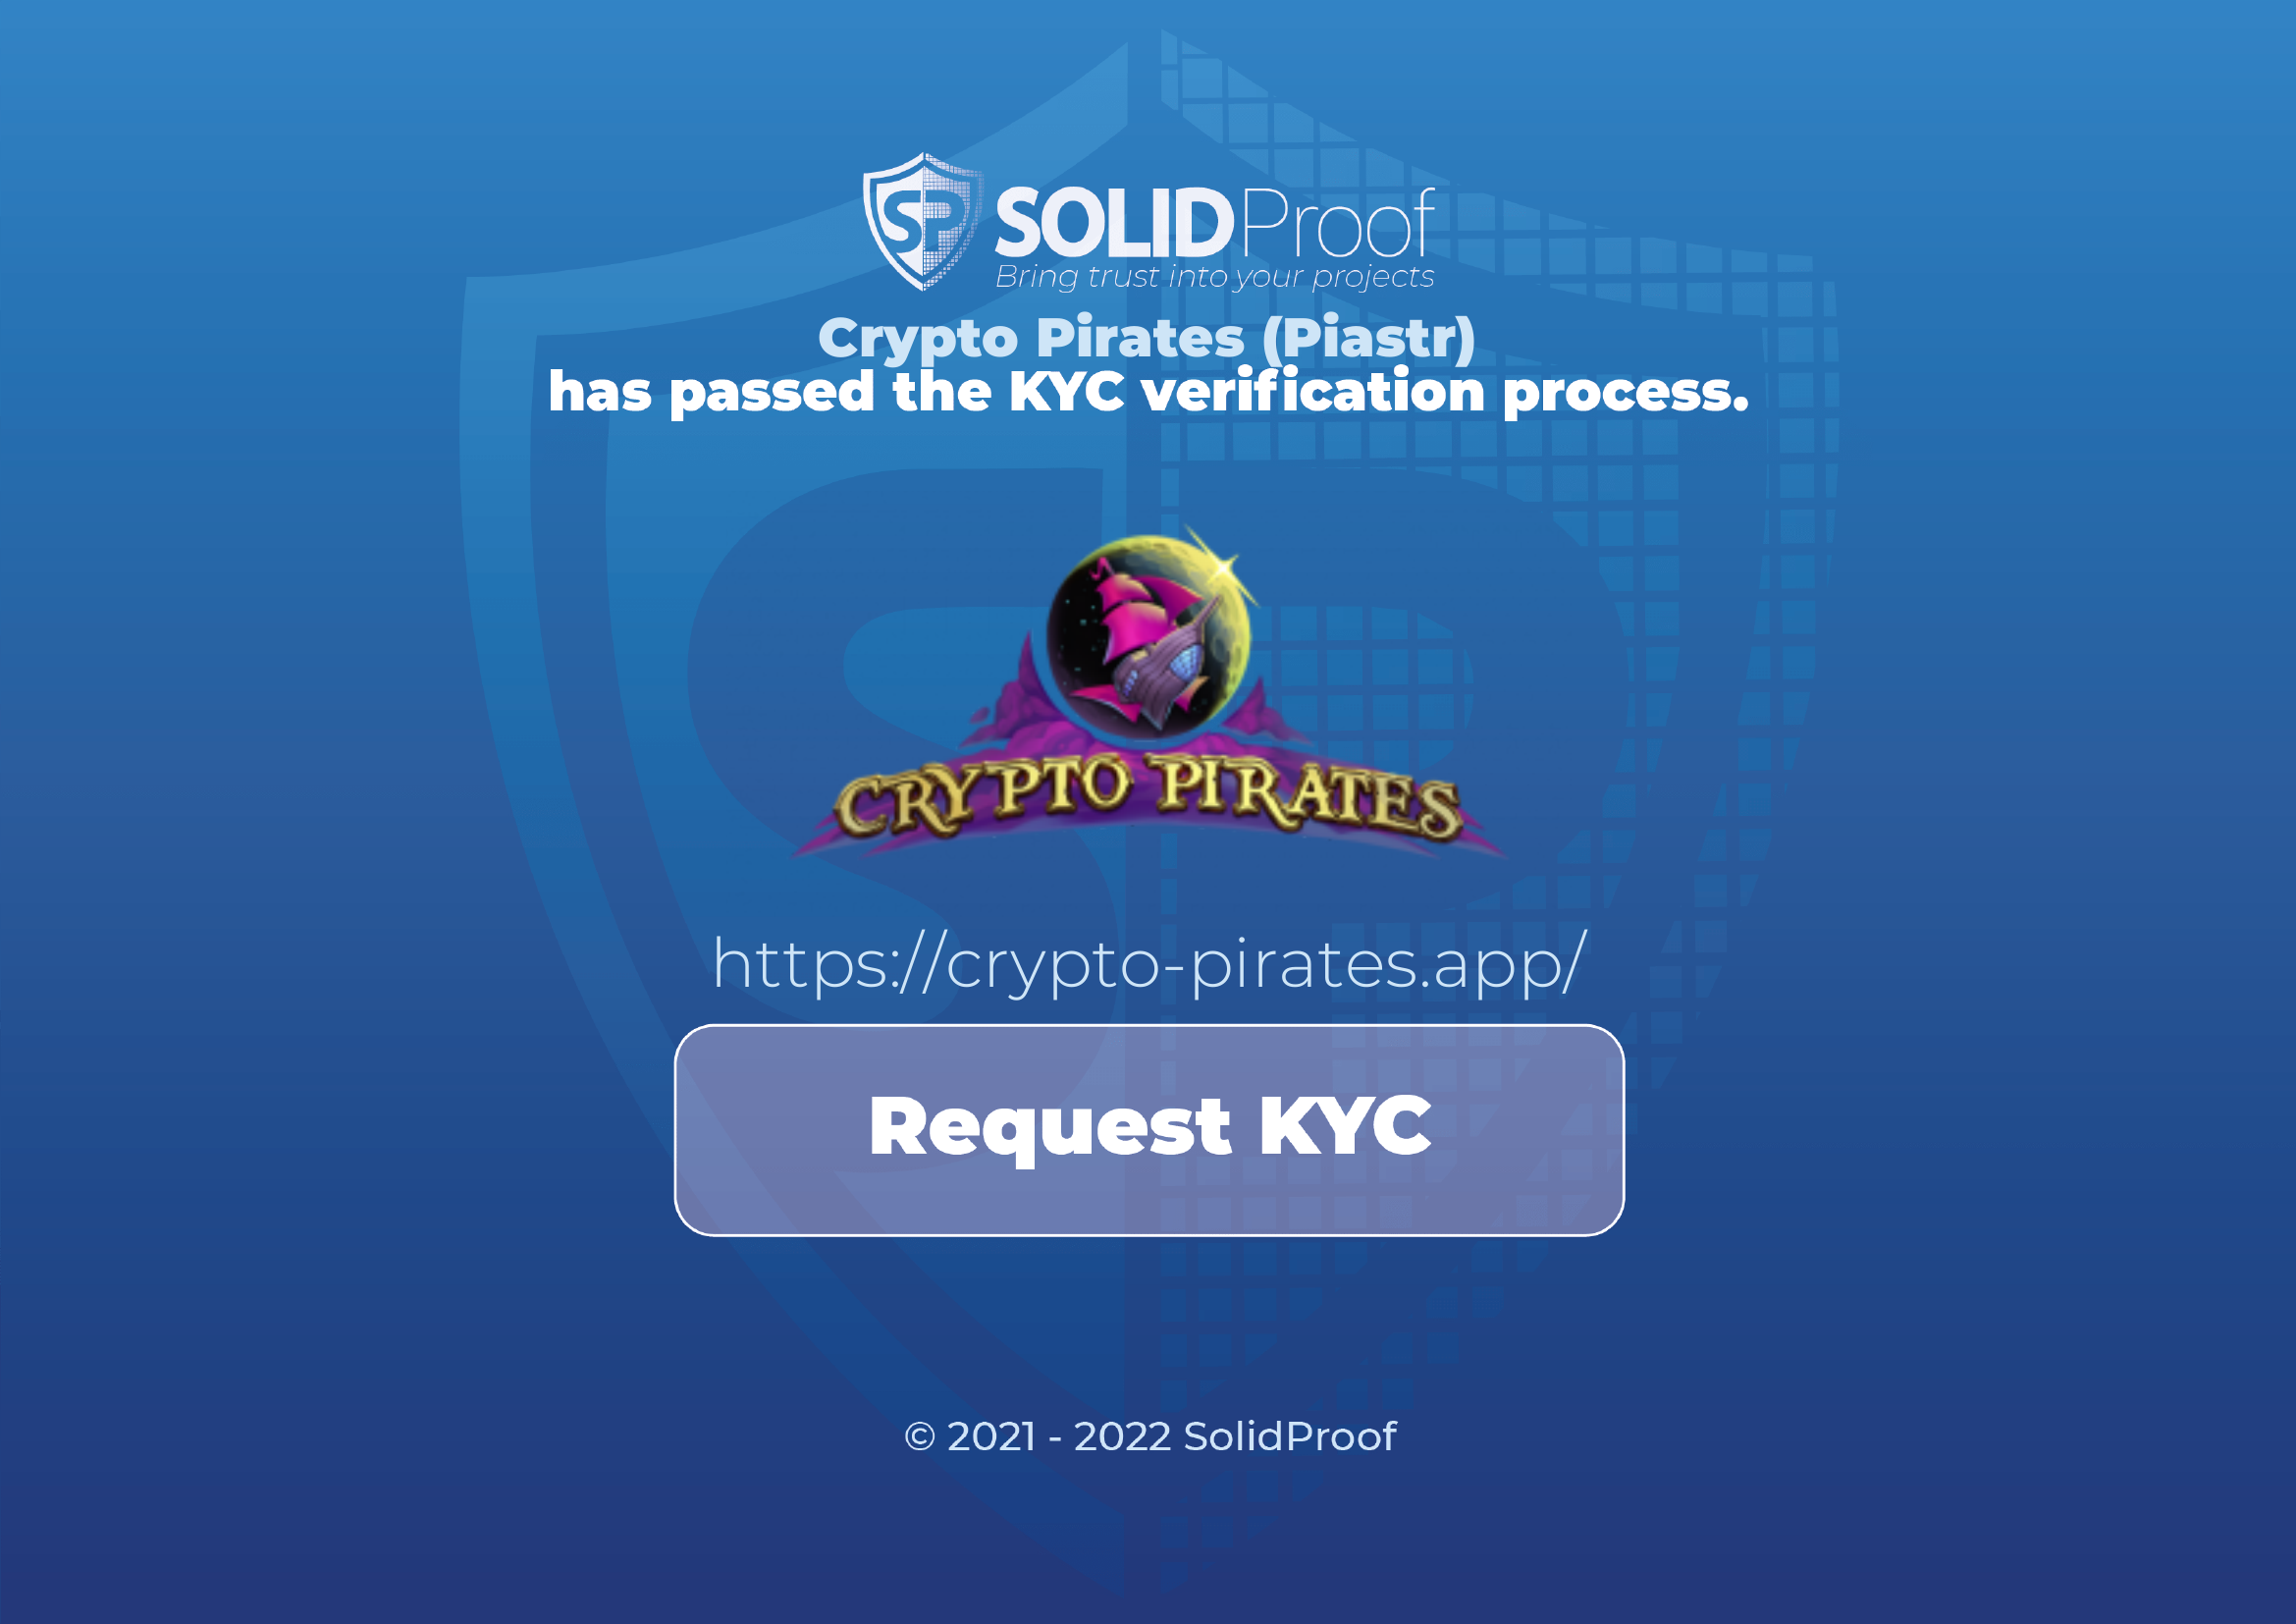 SP SOLIDProof
Bring trust into your projects
Crypto Pirates (Piastr)
has passed the KYC verification process.
CRYPTO PIRATES
https://crypto-pirates.app/
Request KYC
© 2021 - 2022 SolidProof